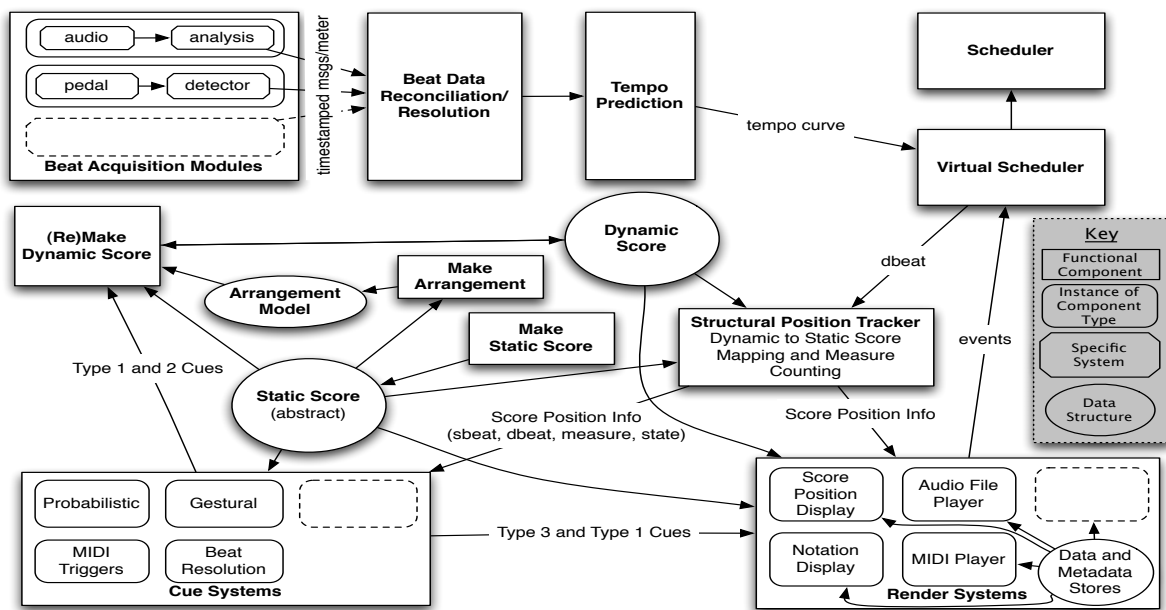 audio
analysis
pedal
detector
Beat Acquisition Modules
timestamped msgs/meter
Beat Data
Reconciliation/
Resolution
Tempo
Prediction
tempo curve
Scheduler
Virtual Scheduler
(Re)Make
Dynamic Score
Dynamic
Score
Make
Arrangement
Arrangement
Model
Make
Static Score
dbeat
Structural Position Tracker
Dynamic to Static Score
Mapping and Measure
Counting
events
Key
Functional
Component
Instance of
Component
Type
Specific
System
Data
Structure
Type 1 and 2 Cues
Static Score
(abstract)
Score Position Info
(sbeat, dbeat, measure, state)
Score Position Info
Probabilistic
Gestural
MIDI
Triggers
Beat
Resolution
Cue Systems
Type 3 and Type 1 Cues
Score
Position
Display
Audio File
Player
Notation
Display
MIDI Player
Data and
Metadata
Stores
Render Systems